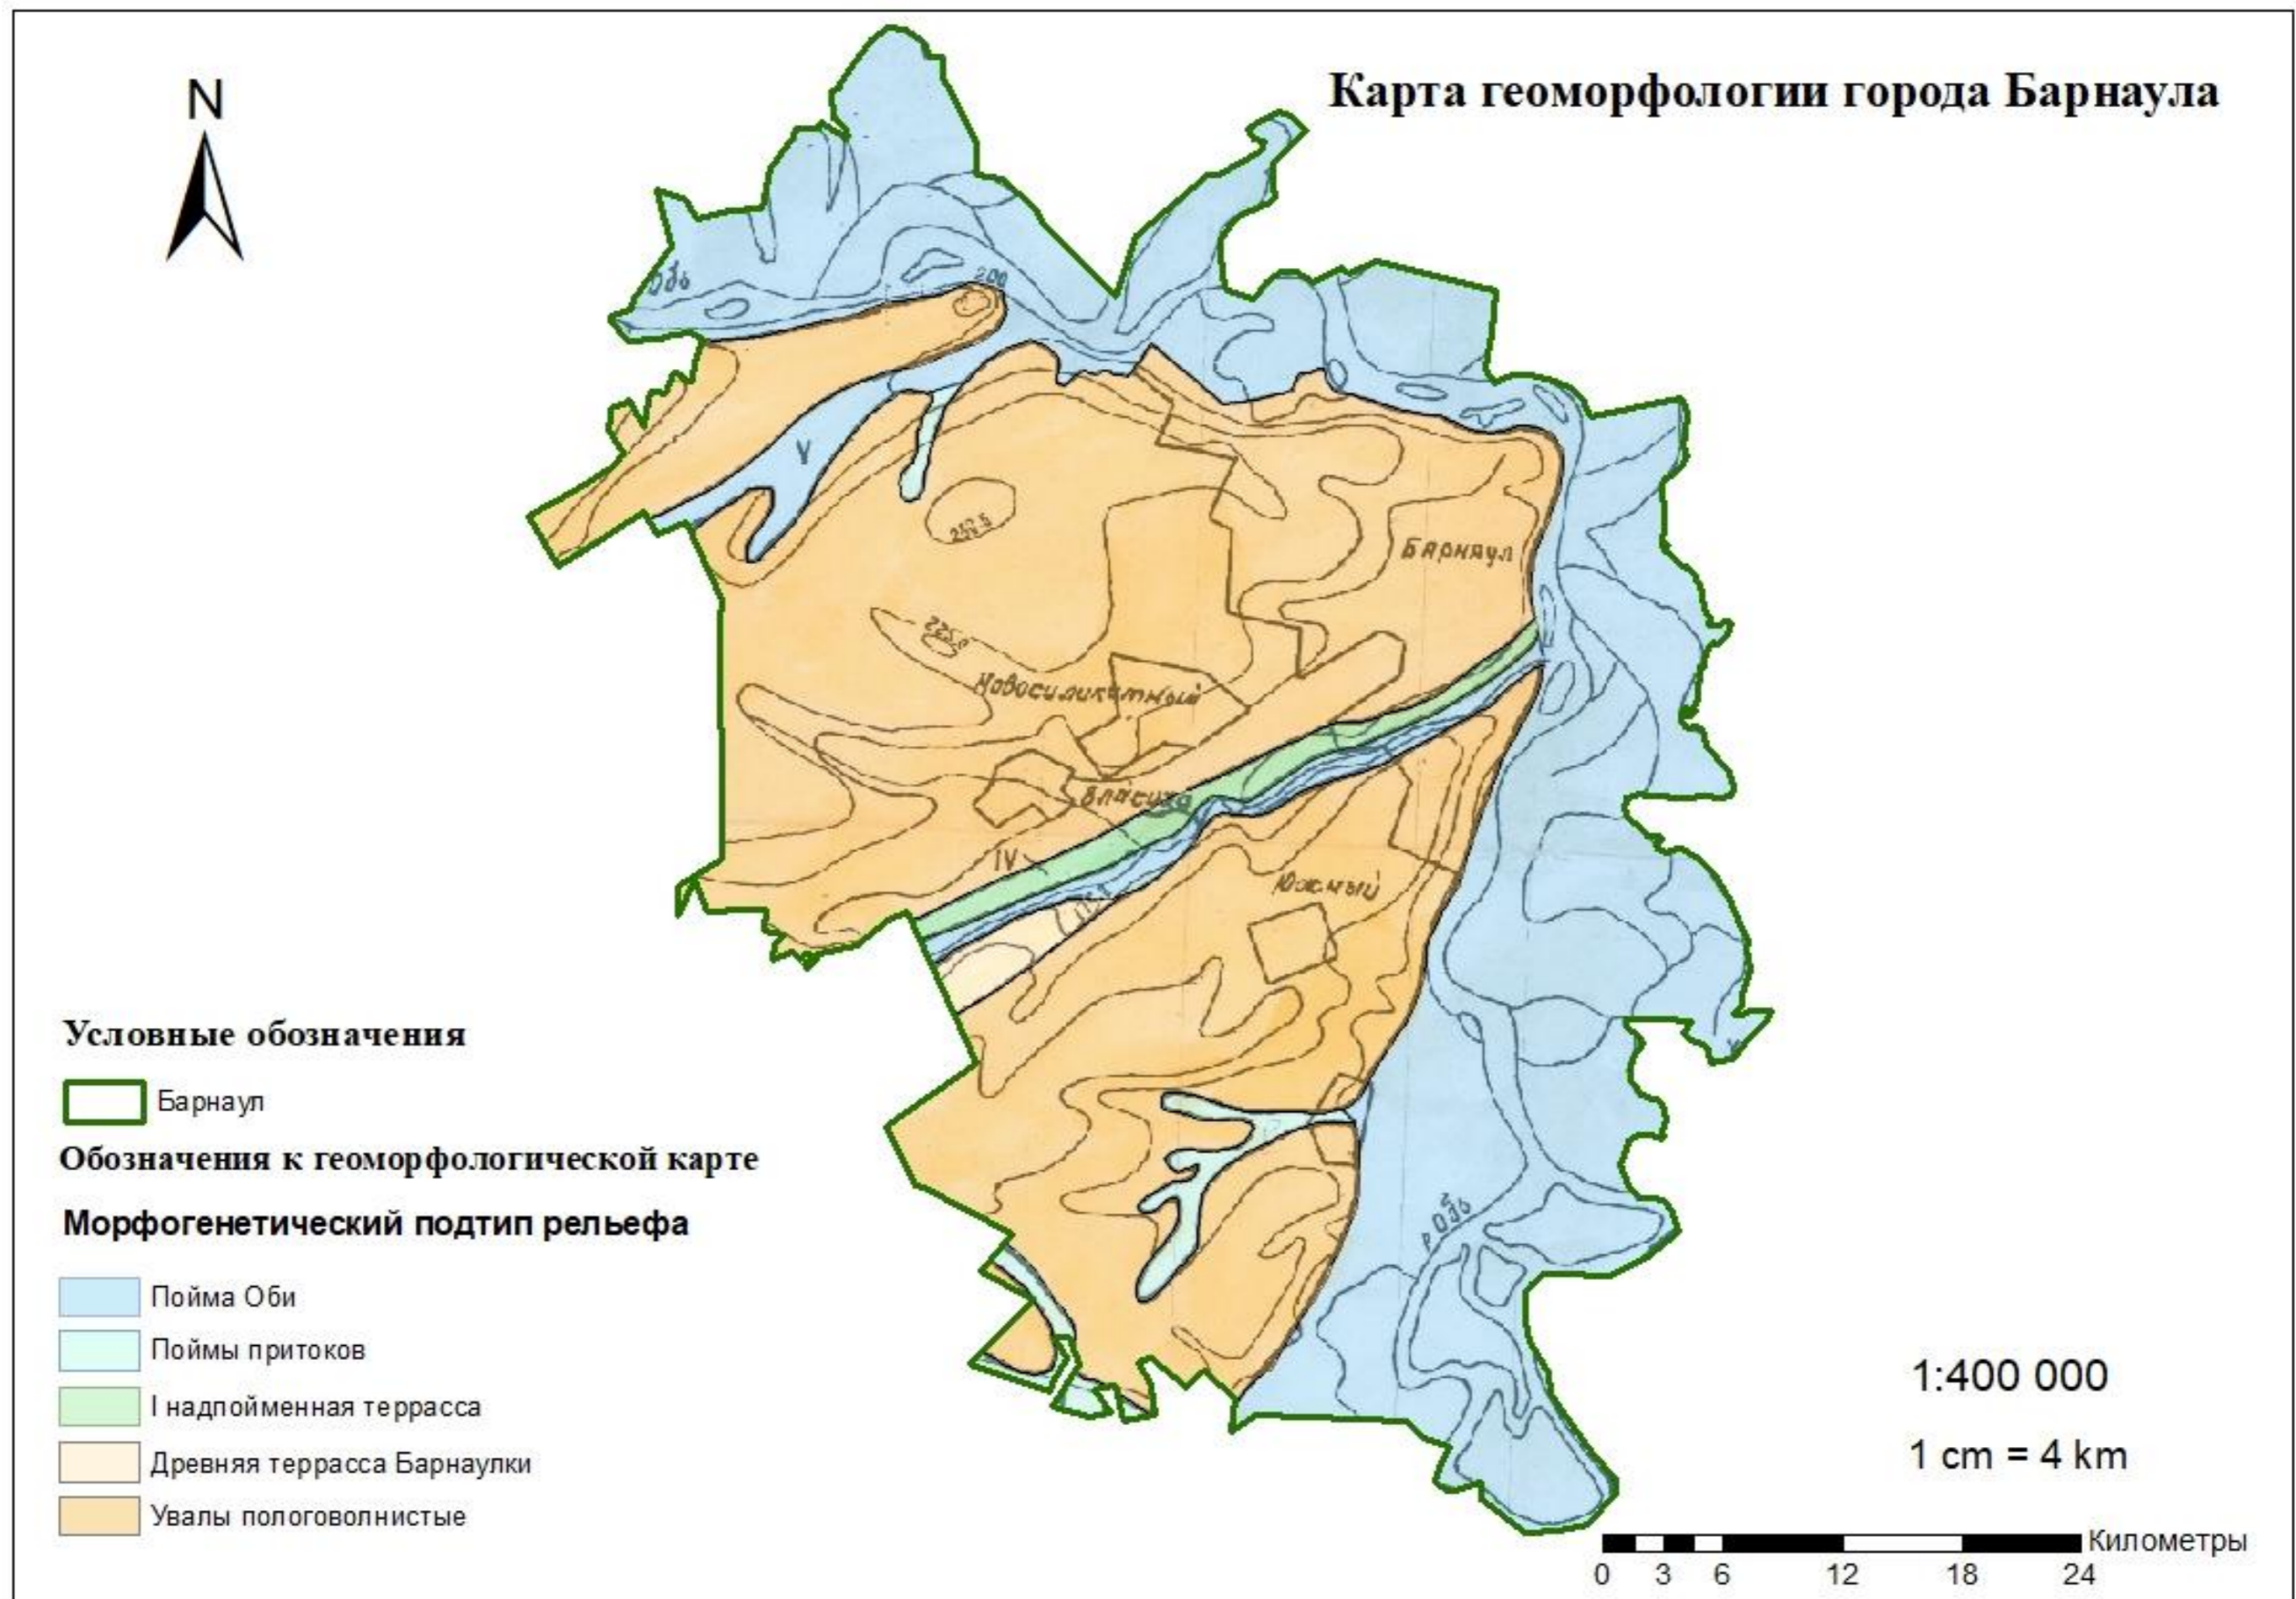 N
Карта геоморфологии города Барнаула
Обь
200
V
Барнаул
Новосиликатный
Власиха
IV
Южный
р Обь
Условные обозначения
Барнаул
Обозначения к геоморфологической карте
Морфогенетический подтип рельефа
Пойма Оби
Поймы притоков
I надпойменная терраса
Древняя терраса Барнаулки
Увалы пологоволнистые
1:400 000
1 cm = 4 km
Километры
0 3 6 12 18 24